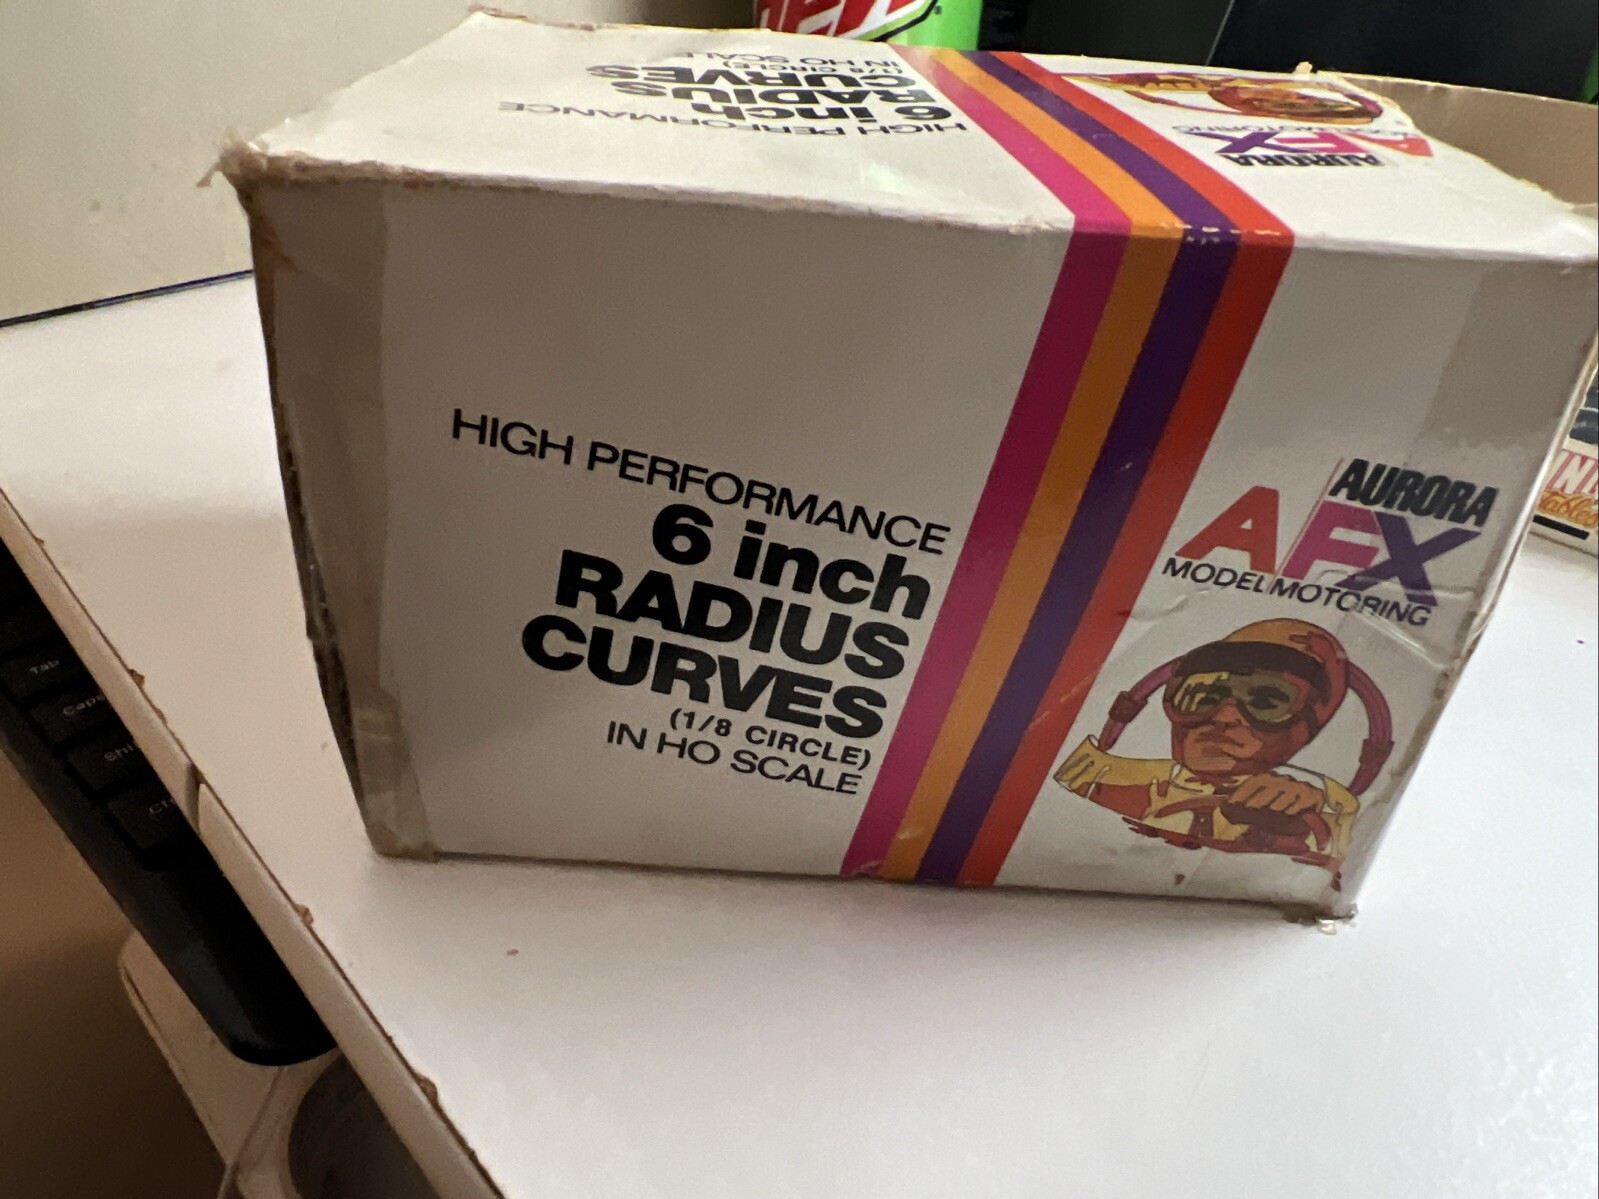 HIGH PERFORMANCE
6 inch
RADIUS
CURVES
(1/8 CIRCLE)
IN HO SCALE
AURORA
AFX
MODEL MOTORING
HIGH PERFORMANCE
6 inch
RADIUS
CURVES
(1/8 CIRCLE)
IN HO SCALE
AURORA
AFX
MODEL MOTORING
Tab